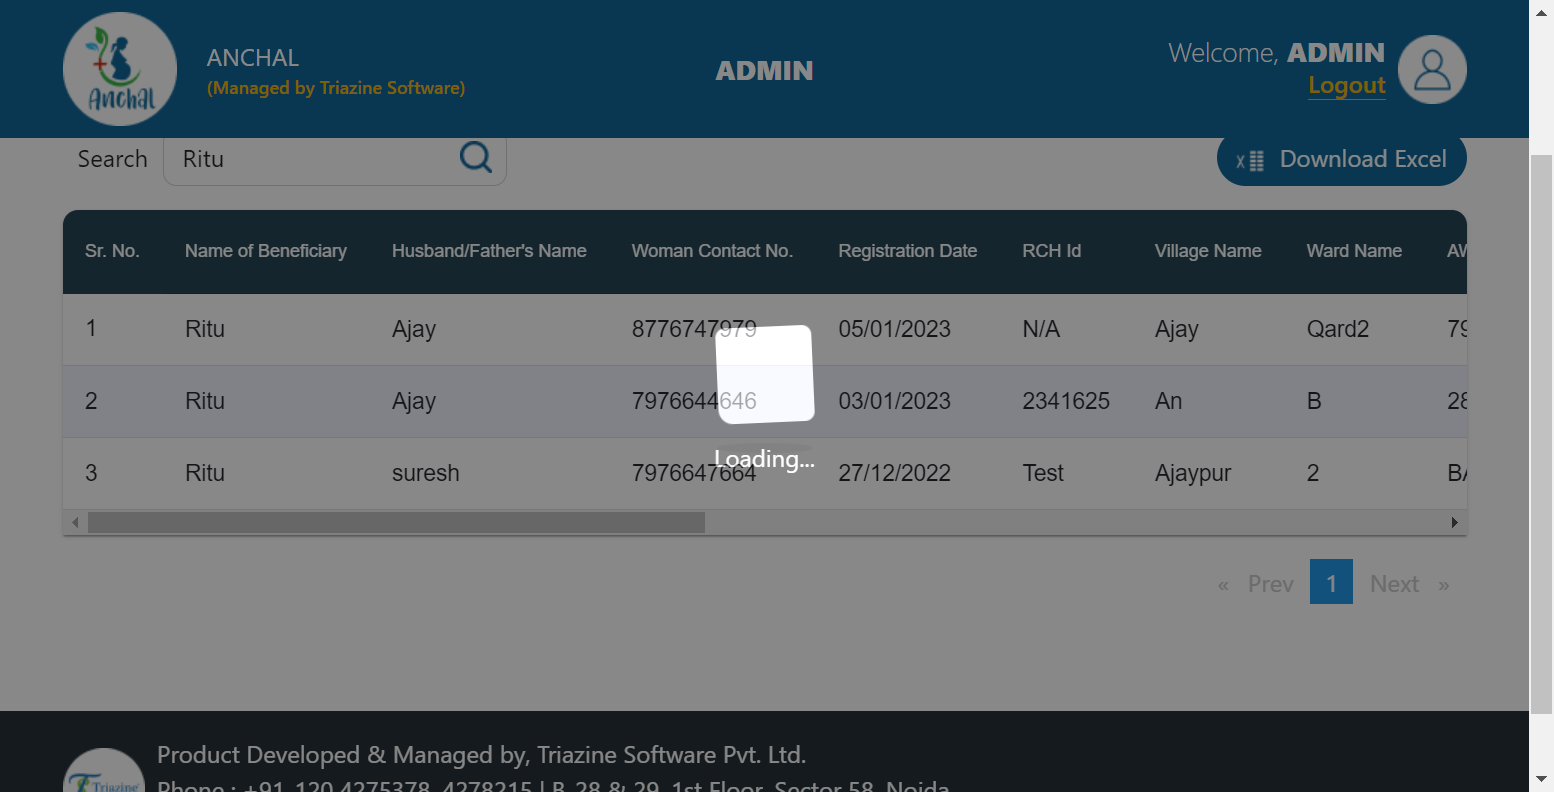 Anchal
ANCHAL
(Managed by Triazine Software)
ADMIN
Welcome, ADMIN
Logout
Search
Ritu
Download Excel
Sr. No. Name of Beneficiary Husband/Father's Name Woman Contact No. Registration Date RCH Id Village Name Ward Name AW
1 Ritu Ajay 8776747979 05/01/2023 N/A Ajay Qard2 79
2 Ritu Ajay 7976644646 03/01/2023 2341625 An B 28
3 Ritu suresh 7976647664 27/12/2022 Test Ajaypur 2 BA
Loading...
« Prev 1 Next »
Product Developed & Managed by, Triazine Software Pvt. Ltd.
Triazine
Phone : +91-120 4275378, 4278215 | B-28 & 29, 1st Floor, Sector 58, Noida